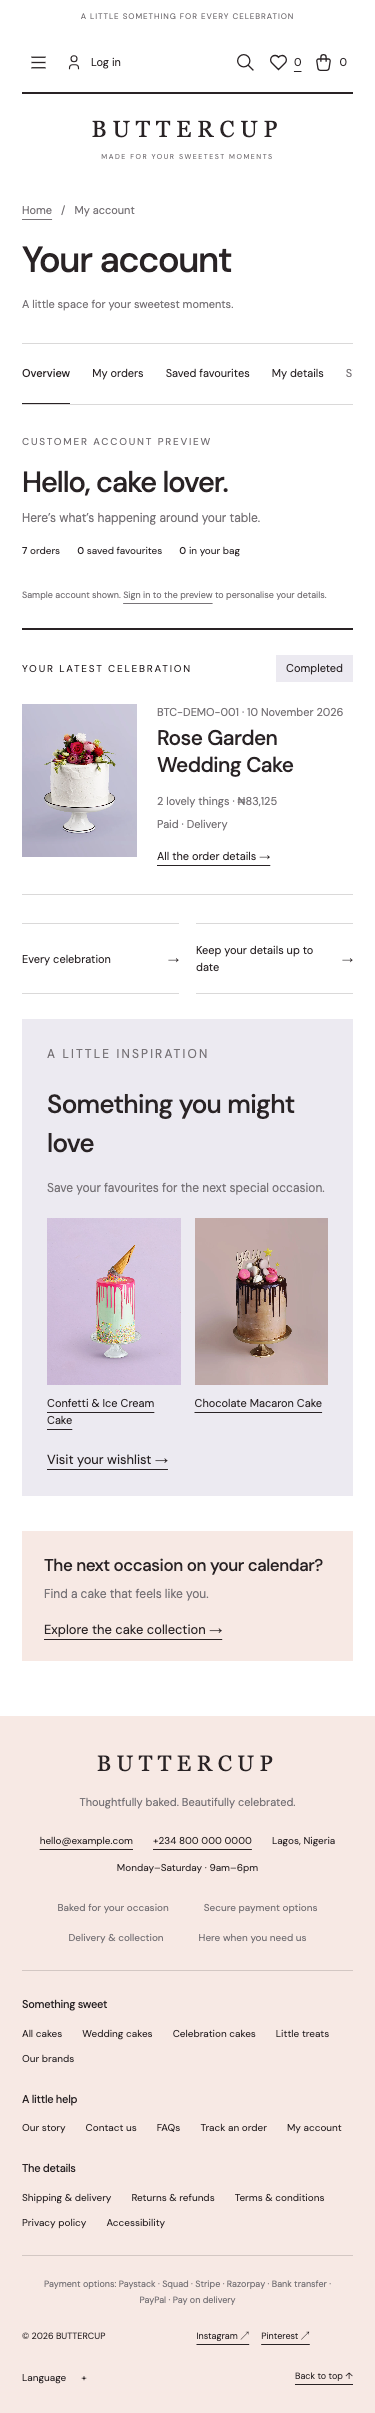 A LITTLE SOMETHING FOR EVERY CELEBRATION
Log in
0
0
BUTTERCUP
MADE FOR YOUR SWEETEST MOMENTS
Home / My account
Your account
A little space for your sweetest moments.
Overview My orders Saved favourites My details S
CUSTOMER ACCOUNT PREVIEW
Hello, cake lover.
Here’s what’s happening around your table.
7 orders 0 saved favourites 0 in your bag
Sample account shown. Sign in to the preview to personalise your details.
YOUR LATEST CELEBRATION
Completed
BTC-DEMO-001 · 10 November 2026
Rose Garden
Wedding Cake
2 lovely things · ₦83,125
Paid · Delivery
All the order details →
Every celebration →
Keep your details up to
date →
A LITTLE INSPIRATION
Something you might
love
Save your favourites for the next special occasion.
Confetti & Ice Cream
Cake
Chocolate Macaron Cake
Visit your wishlist →
The next occasion on your calendar?
Find a cake that feels like you.
Explore the cake collection →
BUTTERCUP
Thoughtfully baked. Beautifully celebrated.
hello@example.com +234 800 000 0000 Lagos, Nigeria
Monday–Saturday · 9am–6pm
Baked for your occasion Secure payment options
Delivery & collection Here when you need us
Something sweet
All cakes Wedding cakes Celebration cakes Little treats
Our brands
A little help
Our story Contact us FAQs Track an order My account
The details
Shipping & delivery Returns & refunds Terms & conditions
Privacy policy Accessibility
Payment options: Paystack · Squad · Stripe · Razorpay · Bank transfer ·
PayPal · Pay on delivery
© 2026 BUTTERCUP Instagram ↗ Pinterest ↗
Language + Back to top ↑